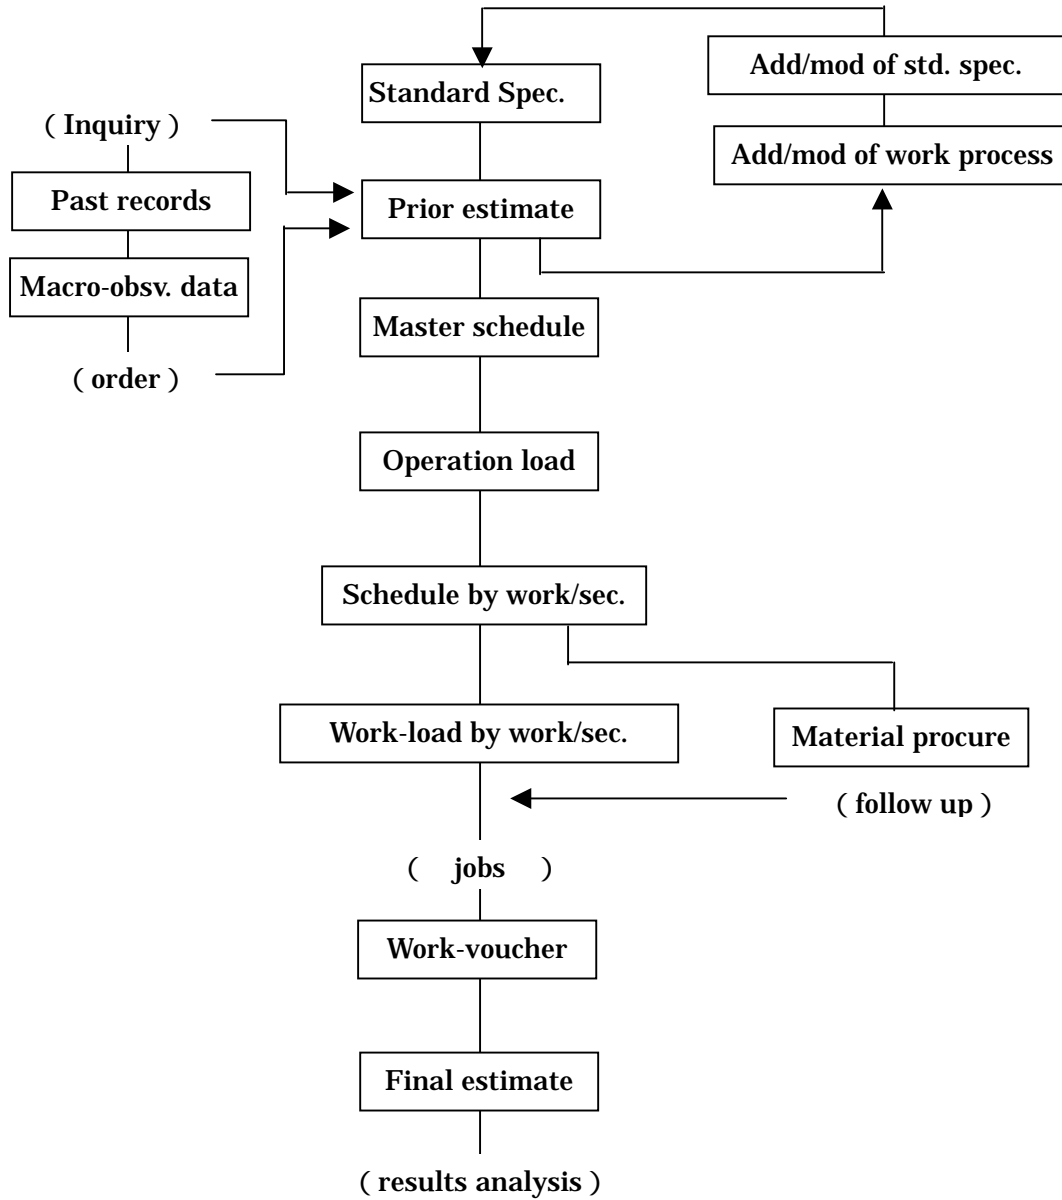 Add/mod of std. spec.
Standard Spec.
( Inquiry )
Add/mod of work process
Past records
Prior estimate
Macro-obsv. data
Master schedule
( order )
Operation load
Schedule by work/sec.
Work-load by work/sec.
Material procure
( follow up )
( jobs )
Work-voucher
Final estimate
( results analysis )